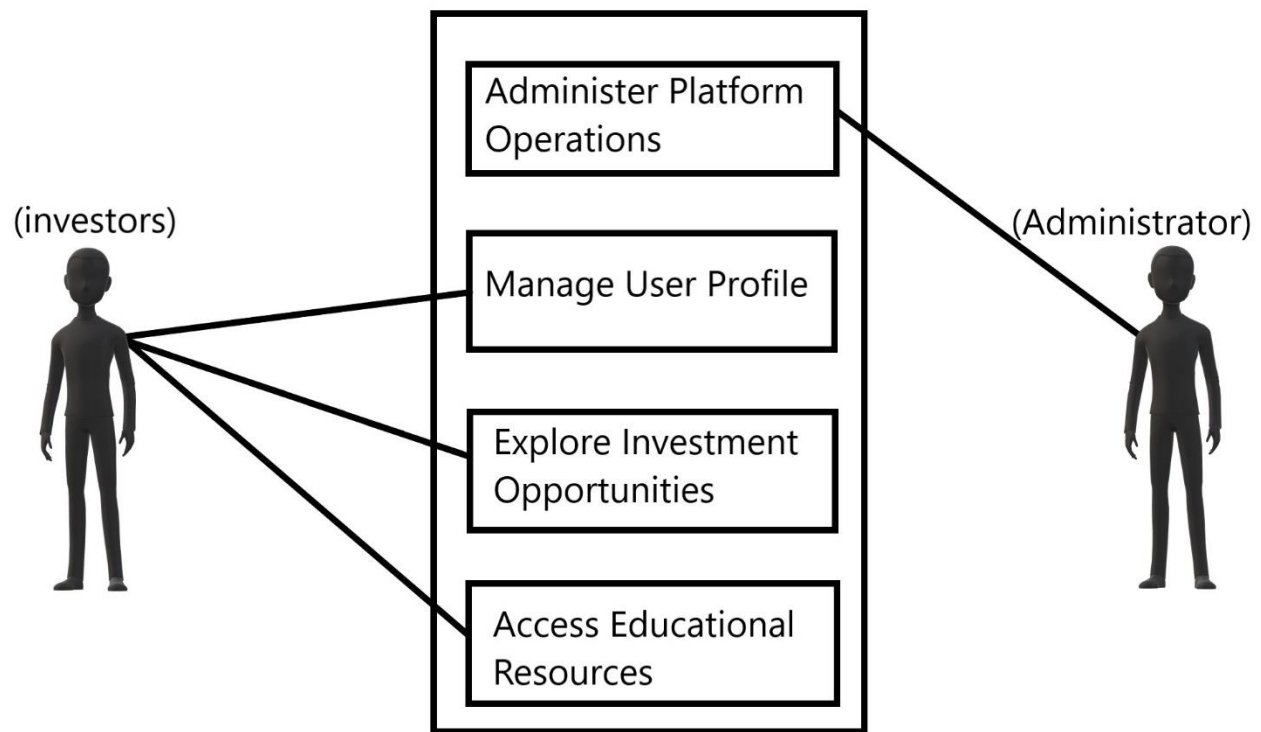 Administer Platform
Operations
(investors)
(Administrator)
Manage User Profile
Explore Investment
Opportunities
Access Educational
Resources